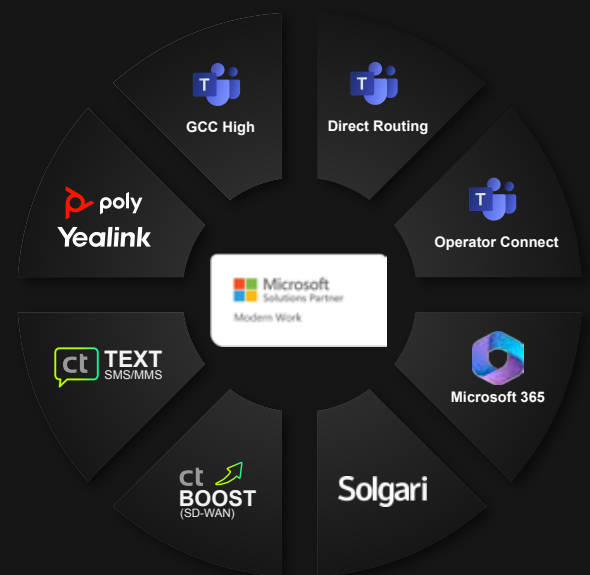 T
GCC High
T
Direct Routing
poly
Yealink
T
Operator Connect
Microsoft
Solutions Partner
Modern Work
ct TEXT
SMS/MMS
Microsoft 365
ct
BOOST
(SD-WAN)
Solgari